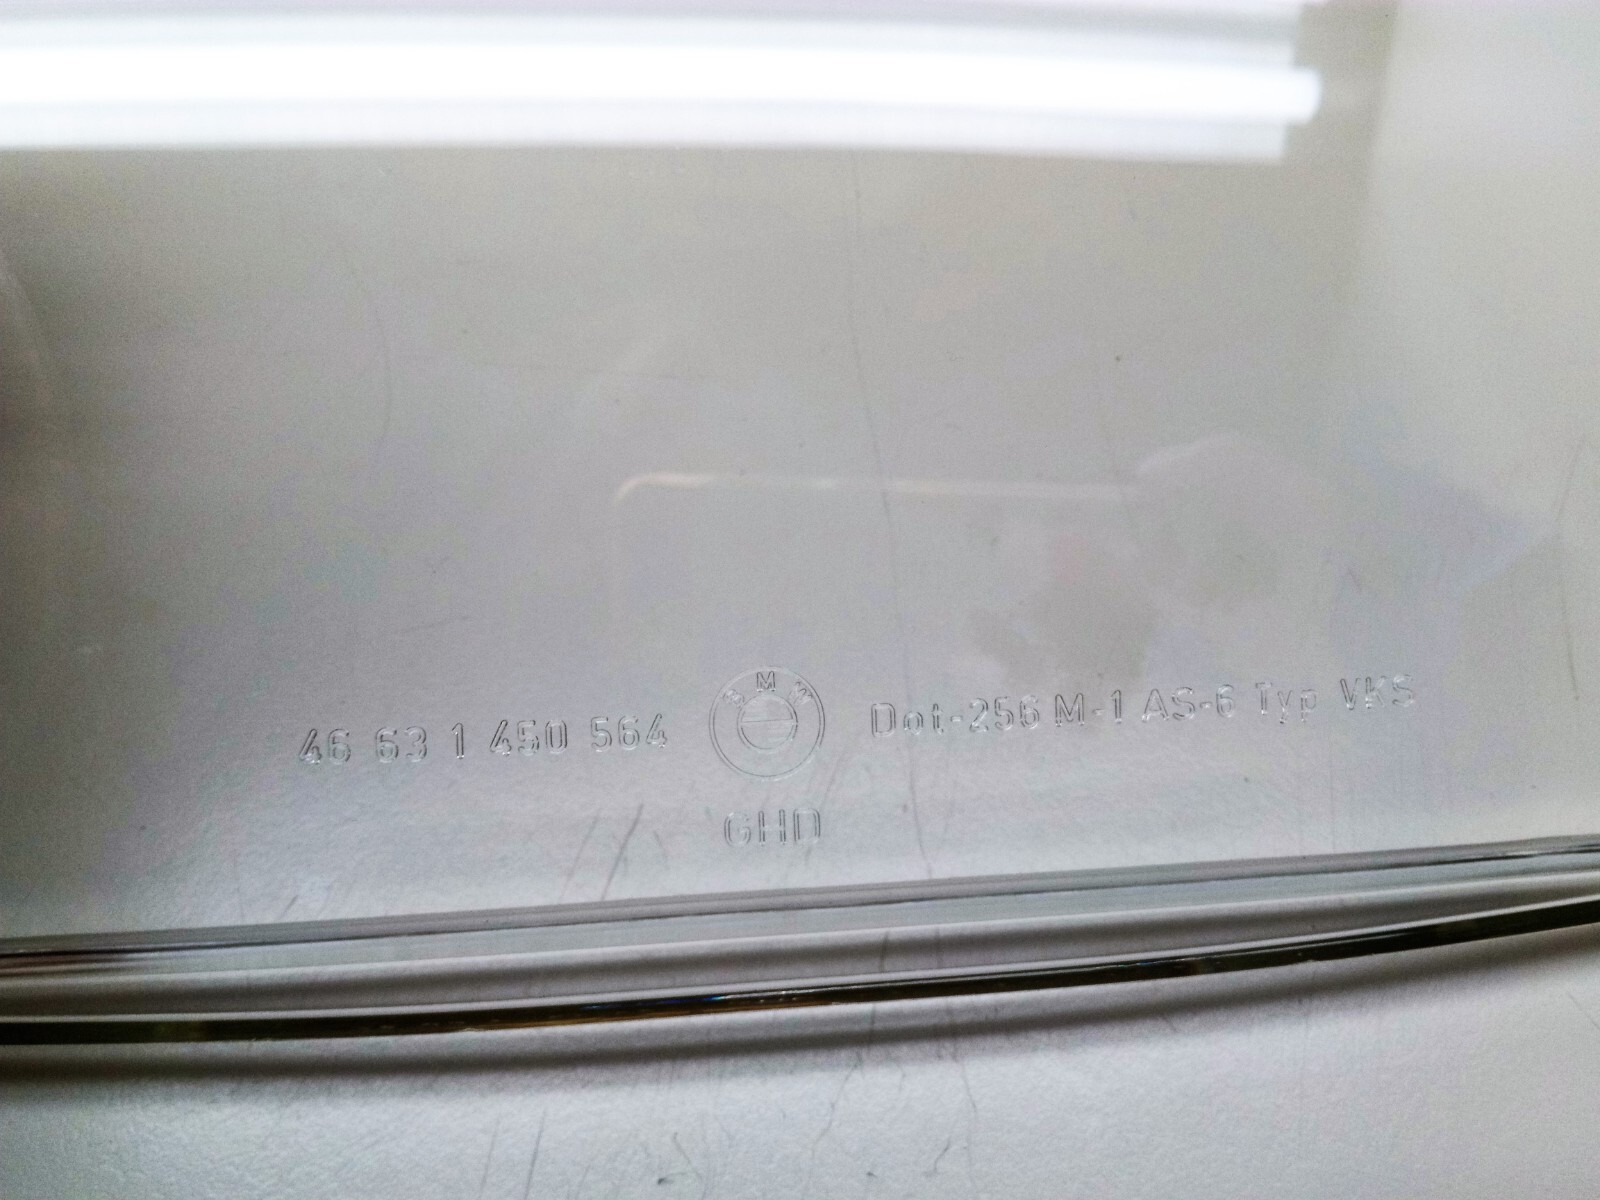 46 63 1 450 564 BMW Dot-256 M-1 AS-6 Typ VKS
GHD